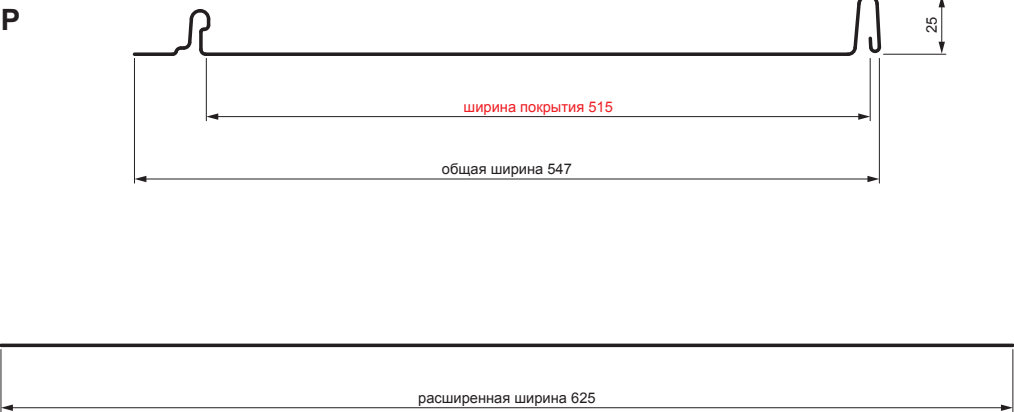 P
25
ширина покрытия 515
общая ширина 547
расширенная ширина 625